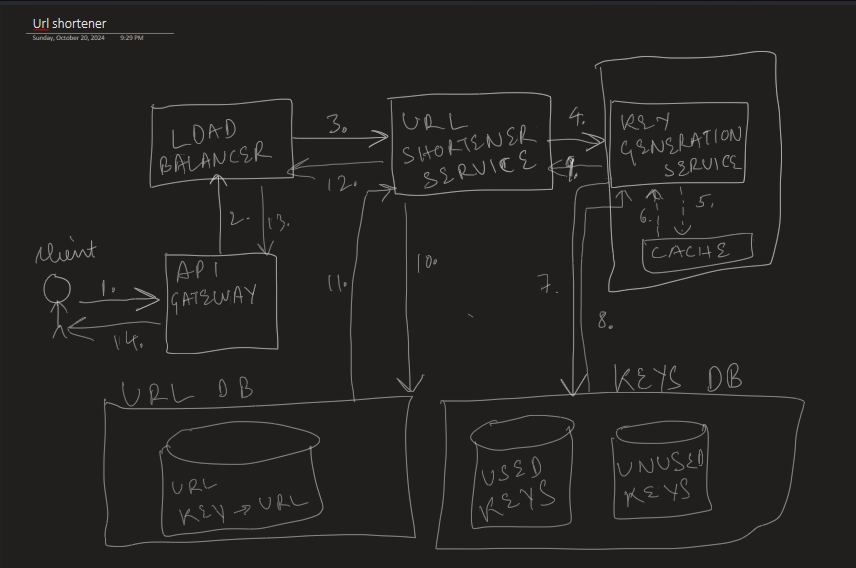 Url shortener
Sunday, October 20, 2024 9:29 PM
LOAD
BALANCER
3.
12.
URL
SHORTENER
SERVICE
4.
9.
KEY
GENERATION
SERVICE
6.
5.
CACHE
2.
13.
client
1.
14.
API
GATEWAY
11.
10.
7.
8.
URL DB
URL
KEY → URL
KEYS DB
USED
KEYS
UNUSED
KEYS